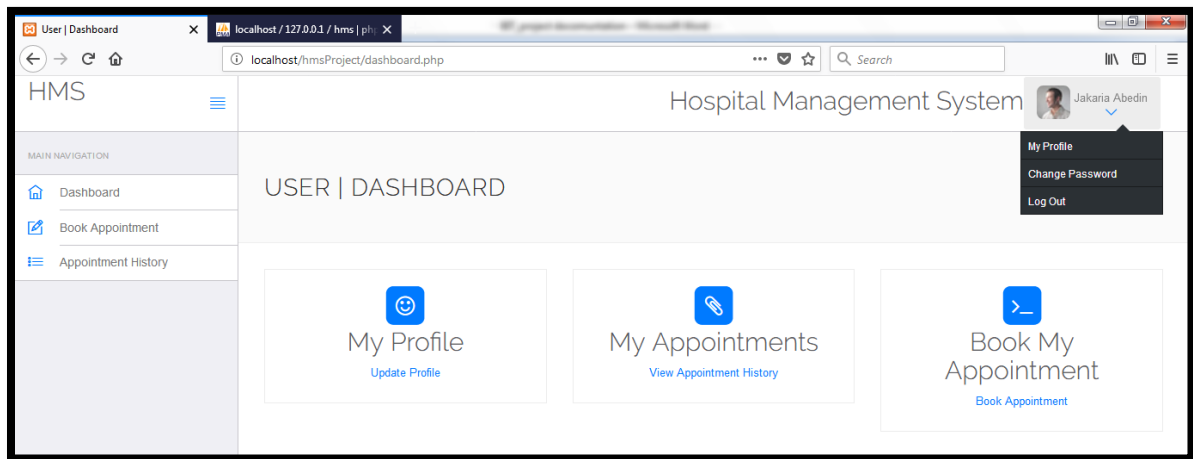 User | Dashboard
localhost / 127.0.0.1 / hms | ph
localhost/hmsProject/dashboard.php
Search
HMS
Hospital Management System
Jakaria Abedin
My Profile
Change Password
Log Out
MAIN NAVIGATION
Dashboard
Book Appointment
Appointment History
USER | DASHBOARD
My Profile
Update Profile
My Appointments
View Appointment History
Book My
Appointment
Book Appointment